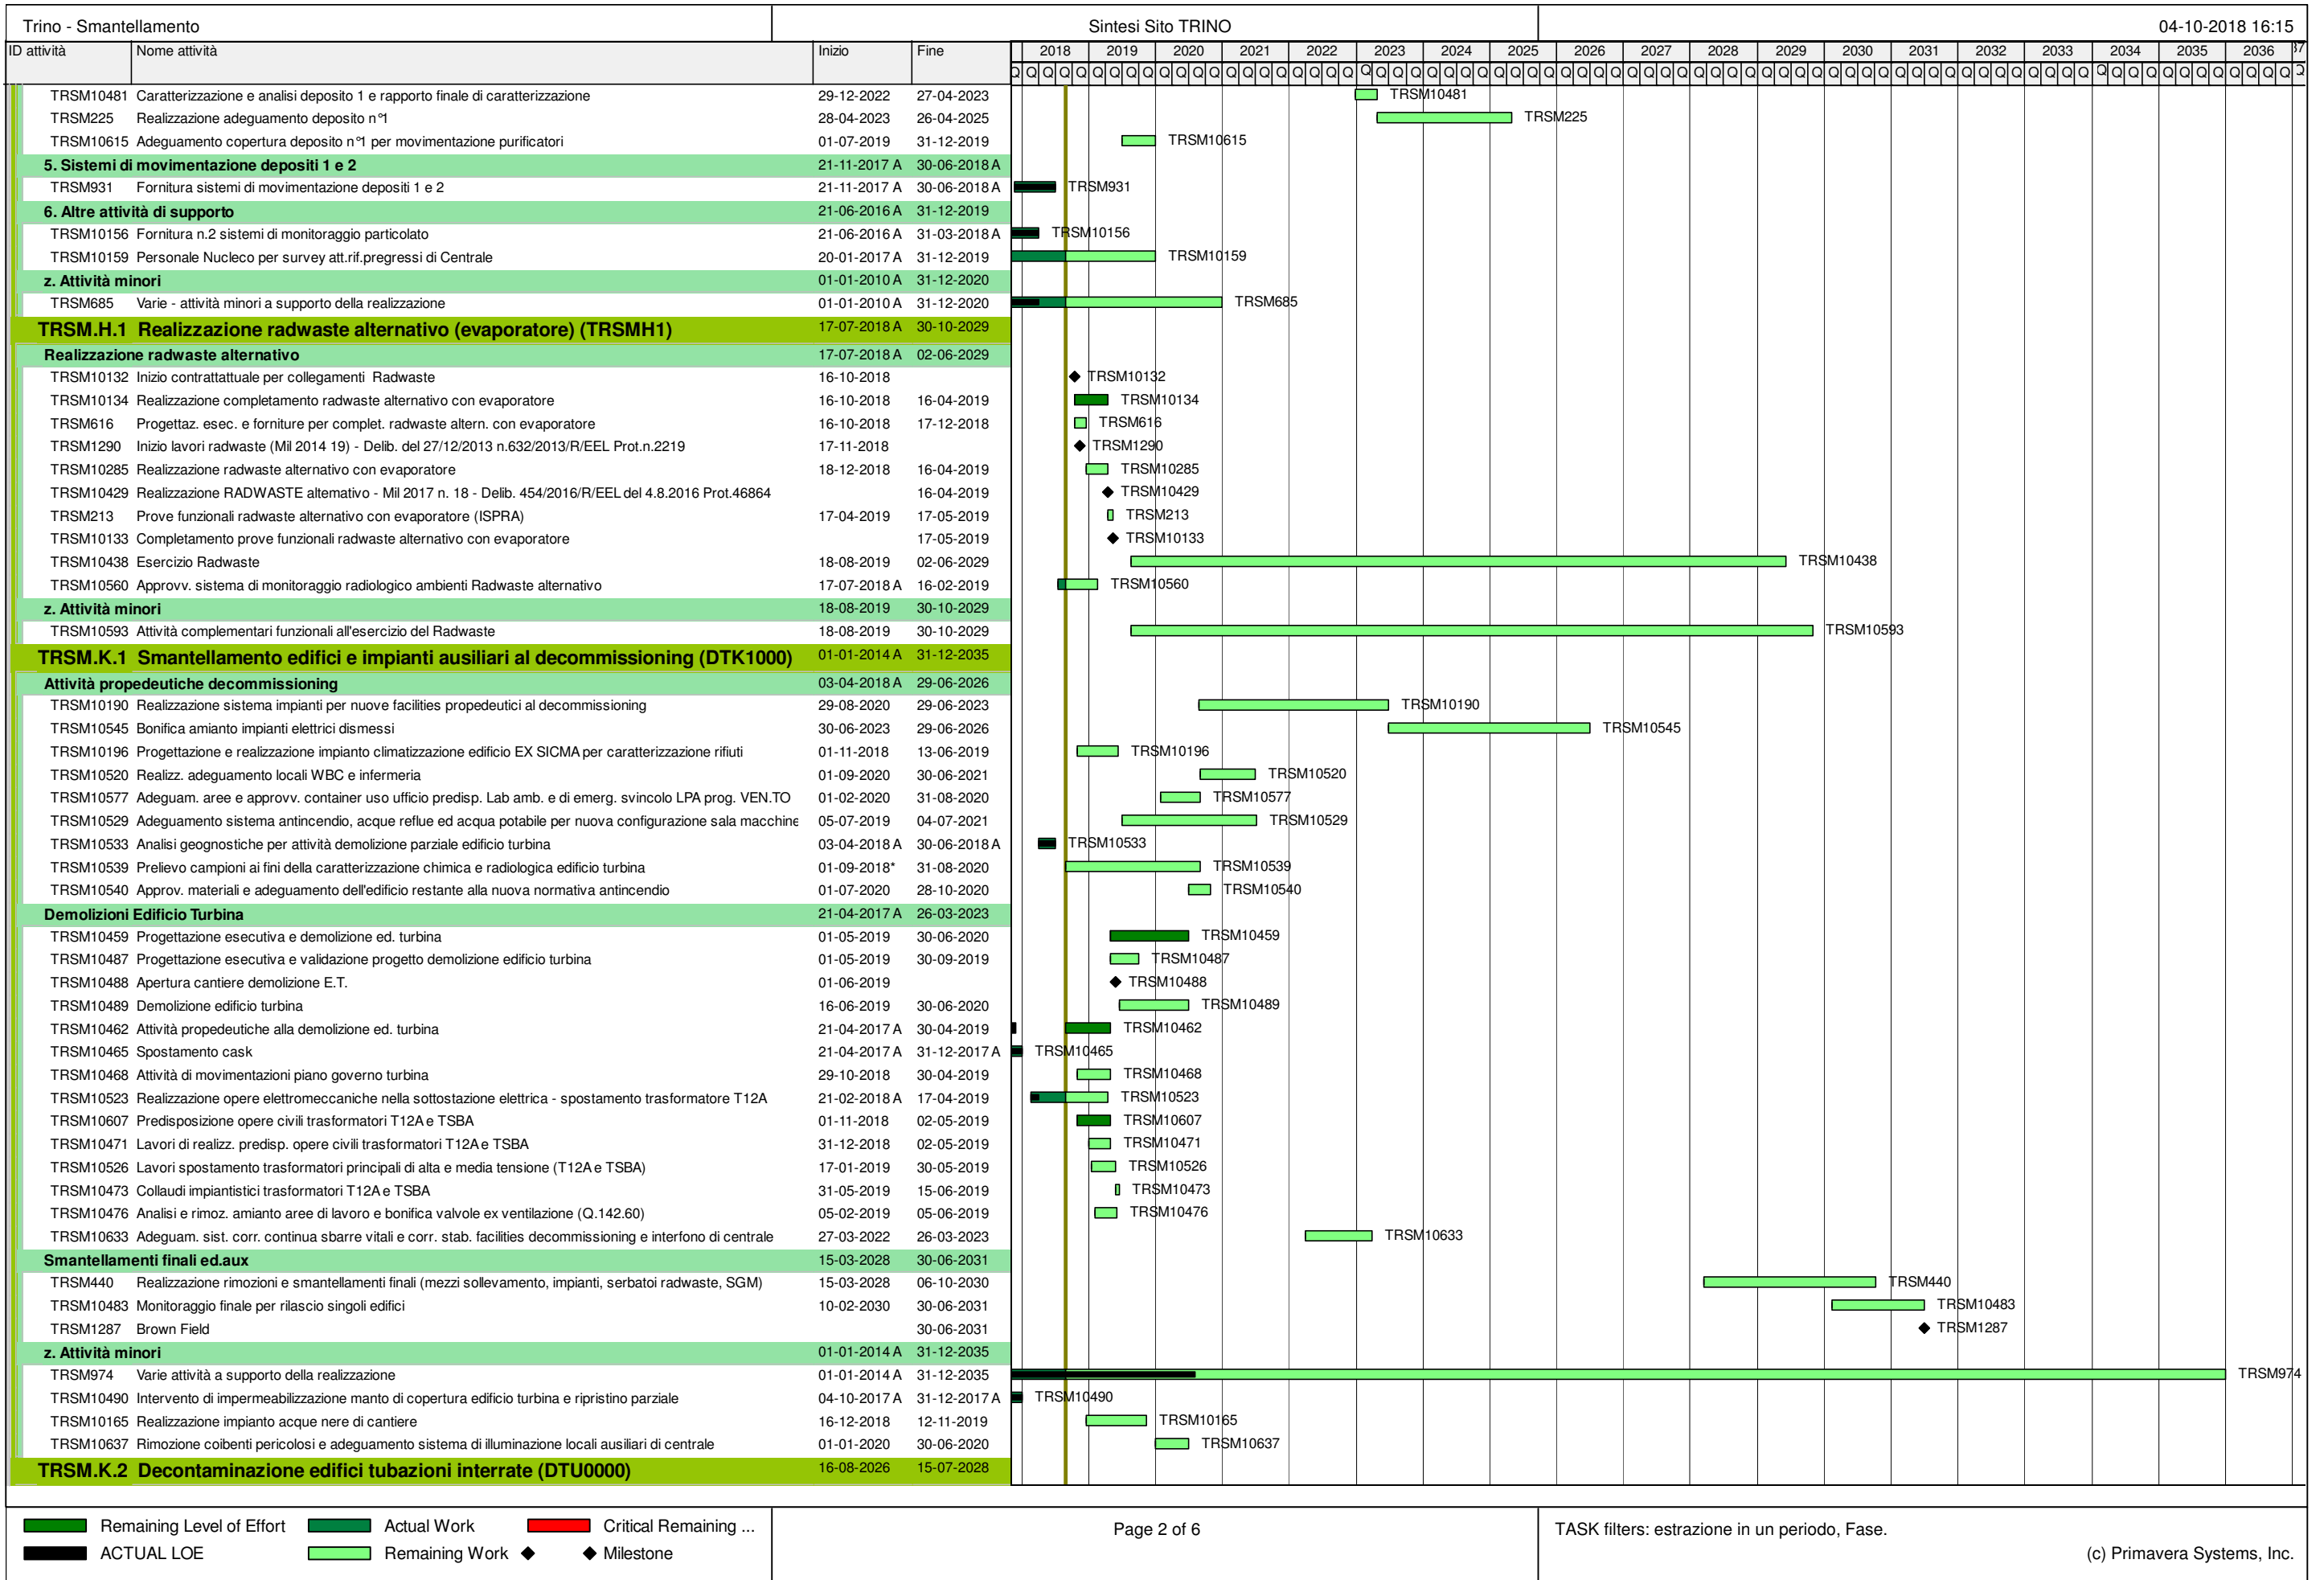 Trino - Smantellamento Sintesi Sito TRINO 04-10-2018 16:15
ID attività Nome attività Inizio Fine 2018 2019 2020 2021 2022 2023 2024 2025 2026 2027 2028 2029 2030 2031 2032 2033 2034 2035 2036
Q Q Q Q Q Q Q Q Q Q Q Q Q Q Q Q Q Q Q Q Q Q Q Q Q Q Q Q Q Q Q Q Q Q Q Q Q Q Q Q Q Q Q Q Q Q Q Q Q Q Q Q Q Q Q Q Q Q Q Q Q Q Q Q Q Q Q Q Q Q Q Q Q Q Q Q Q Q
TRSM10481 Caratterizzazione e analisi deposito 1 e rapporto finale di caratterizzazione 29-12-2022 27-04-2023 TRSM10481
TRSM225 Realizzazione adeguamento deposito n°1 28-04-2023 26-04-2025 TRSM225
TRSM10615 Adeguamento copertura deposito n°1 per movimentazione purificatori 01-07-2019 31-12-2019 TRSM10615
5. Sistemi di movimentazione depositi 1 e 2 21-11-2017 A 30-06-2018 A
TRSM931 Fornitura sistemi di movimentazione depositi 1 e 2 21-11-2017 A 30-06-2018 A TRSM931
6. Altre attività di supporto 21-06-2016 A 31-12-2019
TRSM10156 Fornitura n.2 sistemi di monitoraggio particolato 21-06-2016 A 31-03-2018 A TRSM10156
TRSM10159 Personale Nucleco per survey att.rif.pregressi di Centrale 20-01-2017 A 31-12-2019 TRSM10159
z. Attività minori 01-01-2010 A 31-12-2020
TRSM685 Varie - attività minori a supporto della realizzazione 01-01-2010 A 31-12-2020 TRSM685
TRSM.H.1 Realizzazione radwaste alternativo (evaporatore) (TRSMH1) 17-07-2018 A 30-10-2029
Realizzazione radwaste alternativo 17-07-2018 A 02-06-2029
TRSM10132 Inizio contrattattuale per collegamenti Radwaste 16-10-2018 TRSM10132
TRSM10134 Realizzazione completamento radwaste alternativo con evaporatore 16-10-2018 16-04-2019 TRSM10134
TRSM616 Progettaz. esec. e forniture per complet. radwaste altern. con evaporatore 16-10-2018 17-12-2018 TRSM616
TRSM1290 Inizio lavori radwaste (Mil 2014 19) - Delib. del 27/12/2013 n.632/2013/R/EEL Prot.n.2219 17-11-2018 TRSM1290
TRSM10285 Realizzazione radwaste alternativo con evaporatore 18-12-2018 16-04-2019 TRSM10285
TRSM10429 Realizzazione RADWASTE alternativo - Mil 2017 n. 18 - Delib. 454/2016/R/EEL del 4.8.2016 Prot.46864 16-04-2019 TRSM10429
TRSM213 Prove funzionali radwaste alternativo con evaporatore (ISPRA) 17-04-2019 17-05-2019 TRSM213
TRSM10133 Completamento prove funzionali radwaste alternativo con evaporatore 17-05-2019 TRSM10133
TRSM10438 Esercizio Radwaste 18-08-2019 02-06-2029 TRSM10438
TRSM10560 Approvv. sistema di monitoraggio radiologico ambienti Radwaste alternativo 17-07-2018 A 16-02-2019 TRSM10560
z. Attività minori 18-08-2019 30-10-2029
TRSM10593 Attività complementari funzionali all'esercizio del Radwaste 18-08-2019 30-10-2029 TRSM10593
TRSM.K.1 Smantellamento edifici e impianti ausiliari al decommissioning (DTK1000) 01-01-2014 A 31-12-2035
Attività propedeutiche decommissioning 03-04-2018 A 29-06-2026
TRSM10190 Realizzazione sistema impianti per nuove facilities propedeutici al decommissioning 29-08-2020 29-06-2023 TRSM10190
TRSM10545 Bonifica amianto impianti elettrici dismessi 30-06-2023 29-06-2026 TRSM10545
TRSM10196 Progettazione e realizzazione impianto climatizzazione edificio EX SICMA per caratterizzazione rifiuti 01-11-2018 13-06-2019 TRSM10196
TRSM10520 Realizz. adeguamento locali WBC e infermeria 01-09-2020 30-06-2021 TRSM10520
TRSM10577 Adeguam. aree e approvv. container uso ufficio predisp. Lab amb. e di emerg. svincolo LPA prog. VEN.TO 01-02-2020 31-08-2020 TRSM10577
TRSM10529 Adeguamento sistema antincendio, acque reflue ed acqua potabile per nuova configurazione sala macchine 05-07-2019 04-07-2021 TRSM10529
TRSM10533 Analisi geognostiche per attività demolizione parziale edificio turbina 03-04-2018 A 30-06-2018 A TRSM10533
TRSM10539 Prelievo campioni ai fini della caratterizzazione chimica e radiologica edificio turbina 01-09-2018* 31-08-2020 TRSM10539
TRSM10540 Approv. materiali e adeguamento dell'edificio restante alla nuova normativa antincendio 01-07-2020 28-10-2020 TRSM10540
Demolizioni Edificio Turbina 21-04-2017 A 26-03-2023
TRSM10459 Progettazione esecutiva e demolizione ed. turbina 01-05-2019 30-06-2020 TRSM10459
TRSM10487 Progettazione esecutiva e validazione progetto demolizione edificio turbina 01-05-2019 30-09-2019 TRSM10487
TRSM10488 Apertura cantiere demolizione E.T. 01-06-2019 TRSM10488
TRSM10489 Demolizione edificio turbina 16-06-2019 30-06-2020 TRSM10489
TRSM10462 Attività propedeutiche alla demolizione ed. turbina 21-04-2017 A 30-04-2019 TRSM10462
TRSM10465 Spostamento cask 21-04-2017 A 31-12-2017 A TRSM10465
TRSM10468 Attività di movimentazioni piano governo turbina 29-10-2018 30-04-2019 TRSM10468
TRSM10523 Realizzazione opere elettromeccaniche nella sottostazione elettrica - spostamento trasformatore T12A 21-02-2018 A 17-04-2019 TRSM10523
TRSM10607 Predisposizione opere civili trasformatori T12A e TSBA 01-11-2018 02-05-2019 TRSM10607
TRSM10471 Lavori di realizz. predisp. opere civili trasformatori T12A e TSBA 31-12-2018 02-05-2019 TRSM10471
TRSM10526 Lavori spostamento trasformatori principali di alta e media tensione (T12A e TSBA) 17-01-2019 30-05-2019 TRSM10526
TRSM10473 Collaudi impiantistici trasformatori T12A e TSBA 31-05-2019 15-06-2019 TRSM10473
TRSM10476 Analisi e rimoz. amianto aree di lavoro e bonifica valvole ex ventilazione (Q.142.60) 05-02-2019 05-06-2019 TRSM10476
TRSM10633 Adeguam. sist. corr. continua sbarre vitali e corr. stab. facilities decommissioning e interfono di centrale 27-03-2022 26-03-2023 TRSM10633
Smantellamenti finali ed.aux 15-03-2028 30-06-2031
TRSM440 Realizzazione rimozioni e smantellamenti finali (mezzi sollevamento, impianti, serbatoi radwaste, SGM) 15-03-2028 06-10-2030 TRSM440
TRSM10483 Monitoraggio finale per rilascio singoli edifici 10-02-2030 30-06-2031 TRSM10483
TRSM1287 Brown Field 30-06-2031 TRSM1287
z. Attività minori 01-01-2014 A 31-12-2035
TRSM974 Varie attività a supporto della realizzazione 01-01-2014 A 31-12-2035 TRSM974
TRSM10490 Intervento di impermeabilizzazione manto di copertura edificio turbina e ripristino parziale 04-10-2017 A 31-12-2017 A TRSM10490
TRSM10165 Realizzazione impianto acque nere di cantiere 16-12-2018 12-11-2019 TRSM10165
TRSM10637 Rimozione coibenti pericolosi e adeguamento sistema di illuminazione locali ausiliari di centrale 01-01-2020 30-06-2020 TRSM10637
TRSM.K.2 Decontaminazione edifici tubazioni interrate (DTU0000) 16-08-2026 15-07-2028
Remaining Level of Effort Actual Work Critical Remaining ... Page 2 of 6 TASK filters: estrazione in un periodo, Fase.
ACTUAL LOE Remaining Work Milestone (c) Primavera Systems, Inc.